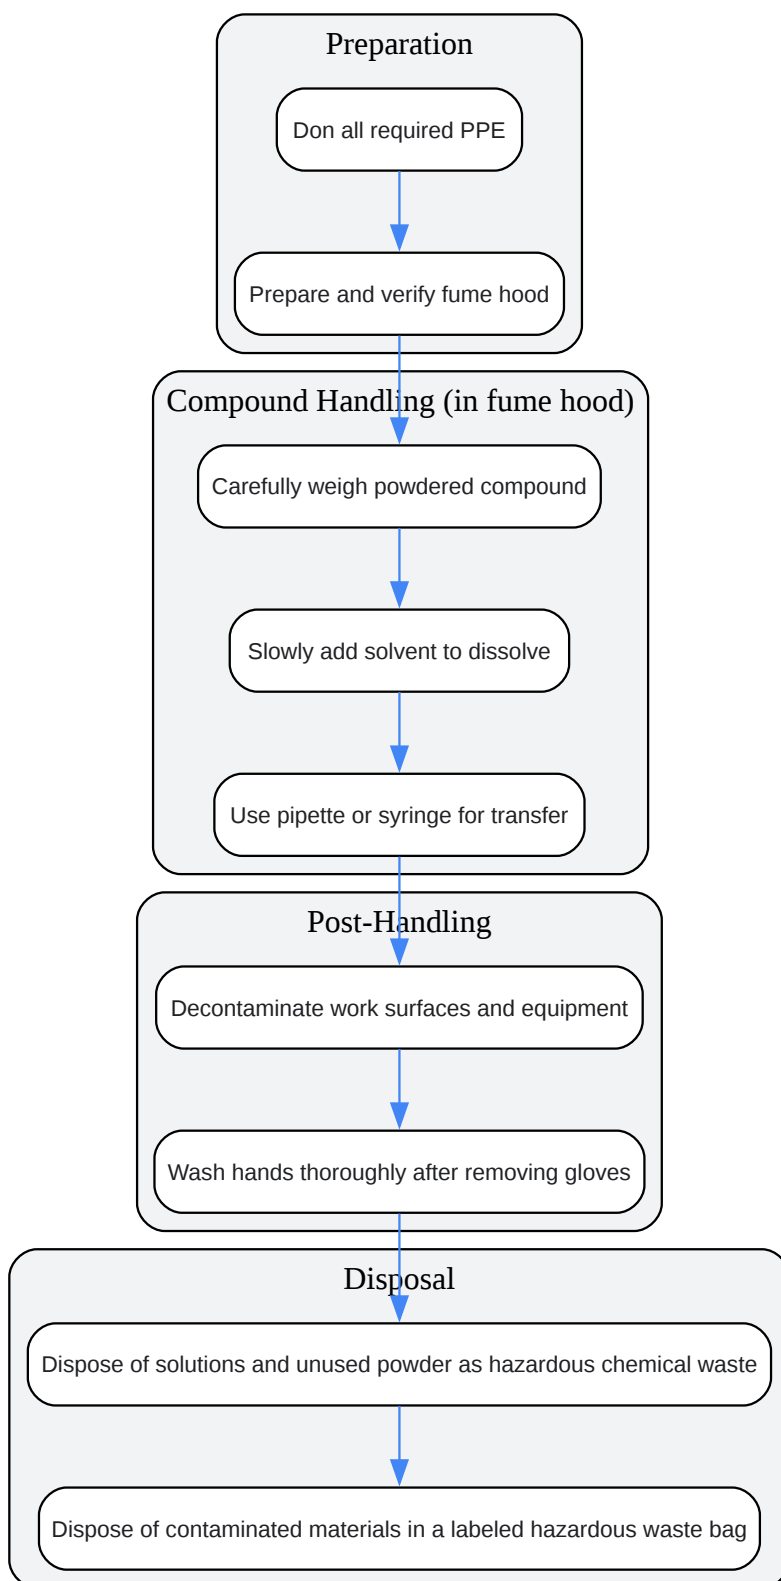 Preparation
Don all required PPE
Prepare and verify fume hood
Compound Handling (in fume hood)
Carefully weigh powdered compound
Slowly add solvent to dissolve
Use pipette or syringe for transfer
Post-Handling
Decontaminate work surfaces and equipment
Wash hands thoroughly after removing gloves
Disposal
Dispose of solutions and unused powder as hazardous chemical waste
Dispose of contaminated materials in a labeled hazardous waste bag